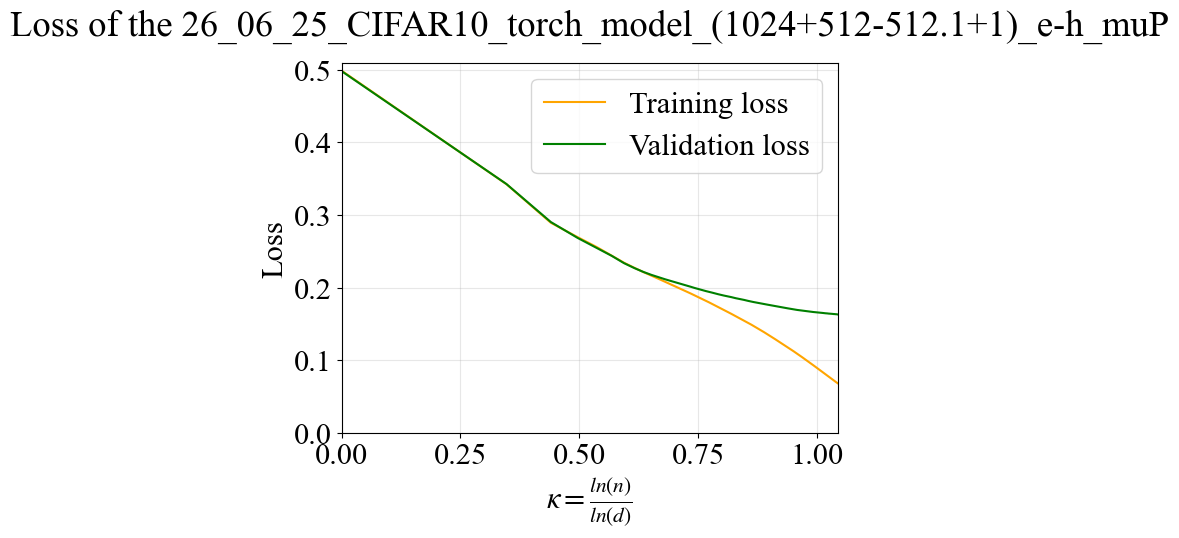 Loss of the 26_06_25_CIFAR10_torch_model_(1024+512-512.1+1)_e-h_muP
0.5
0.4
0.3
0.2
0.1
0.0
Loss
Training loss
Validation loss
0.00 0.25 0.50 0.75 1.00
κ = ln(n)/ln(d)